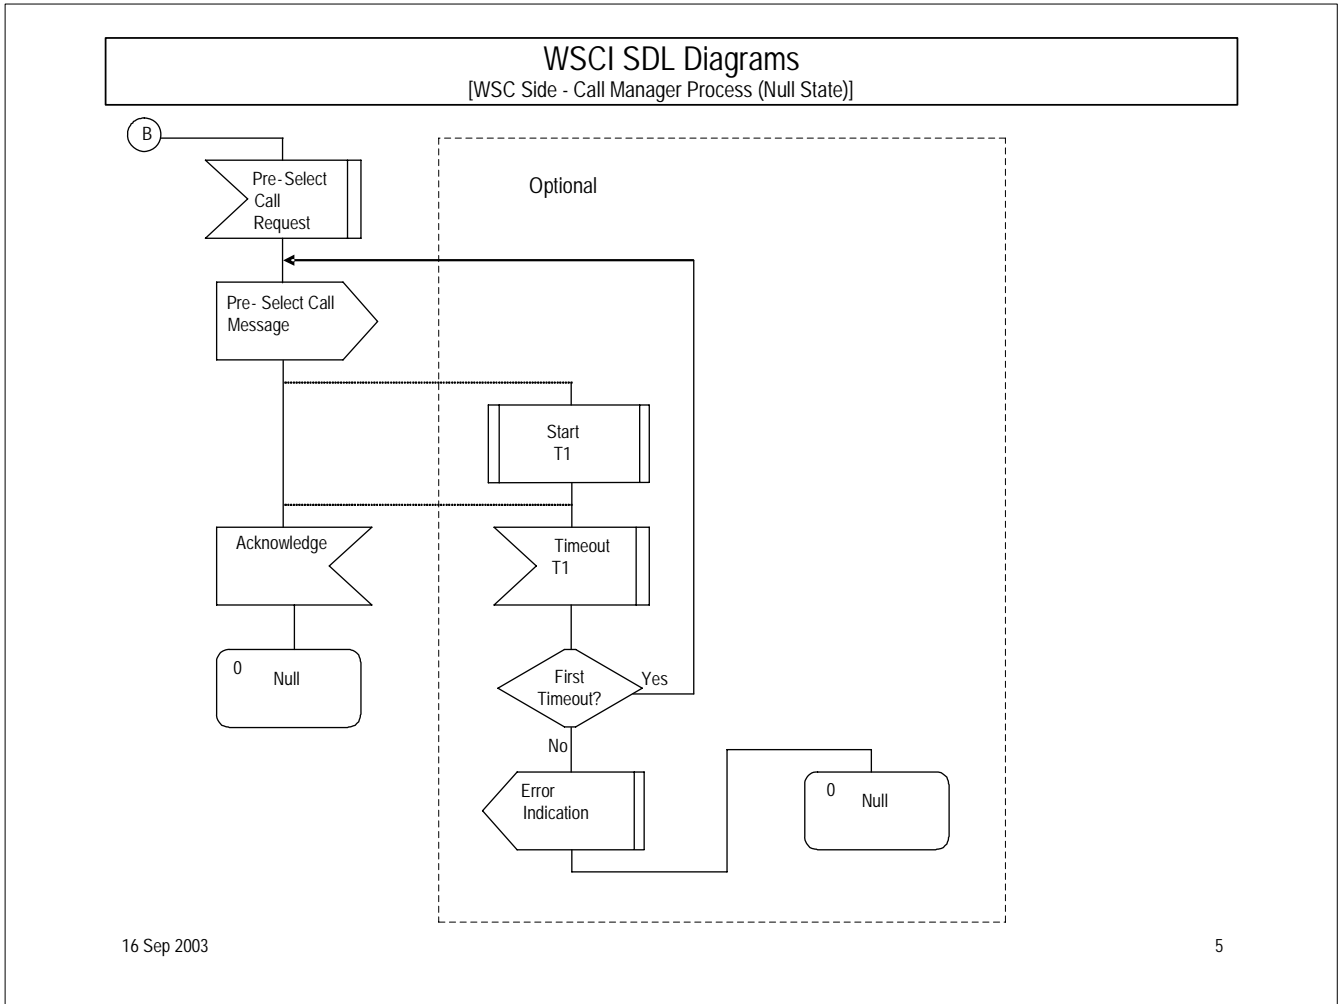 WSCI SDL Diagrams
[WSC Side - Call Manager Process (Null State)]
B
Pre-Select
Call
Request
Optional
Pre- Select Call
Message
Start
T1
Acknowledge
Timeout
T1
0
Null
First
Timeout?
Yes
No
Error
Indication
0
Null
16 Sep 2003
5